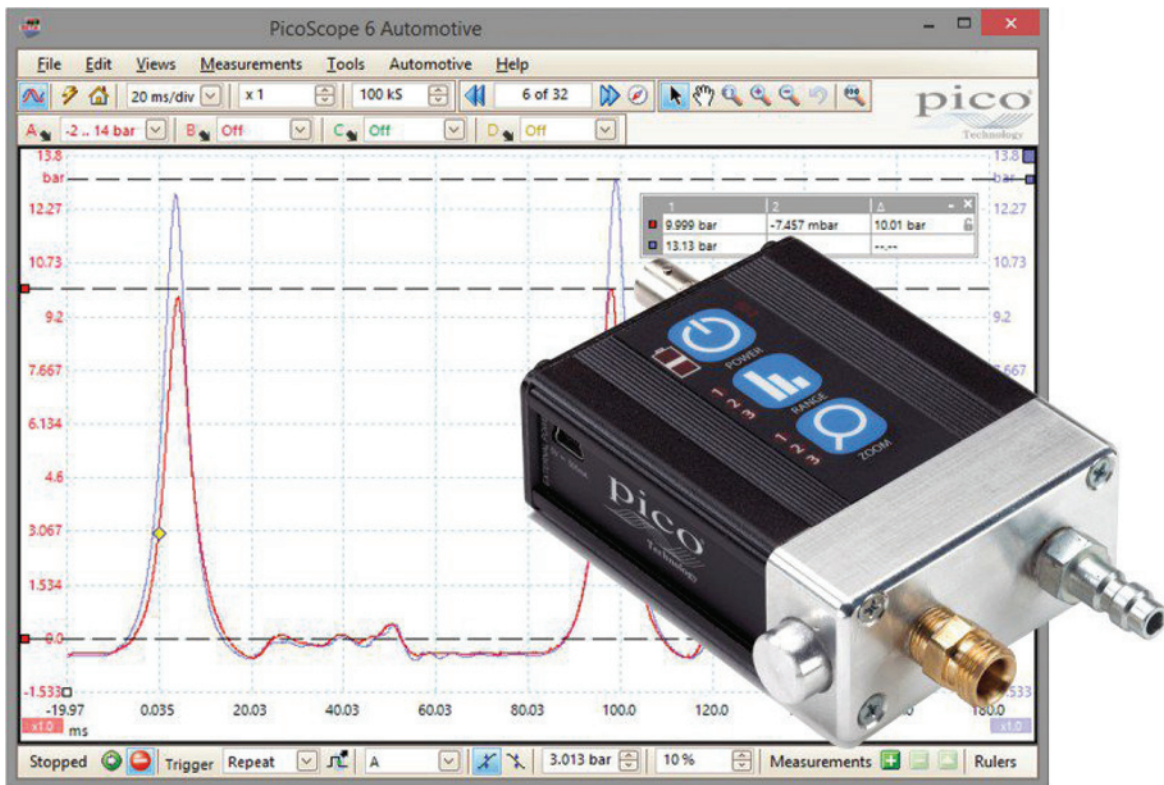 PicoScope 6 Automotive
File Edit Views Measurements Tools Automotive Help
20 ms/div x 1 100 kS 6 of 32
pico
Technology
A -2 .. 14 bar B Off C Off D Off
13.8 13.8
bar bar
12.27 12.27
10.73 10.73
9.2 9.2
7.667 7.667
6.134
4.6
3.067
1.534
0.0
-1.533
1 2 Δ
9.999 bar -7.457 mbar 10.01 bar
13.13 bar --.--
POWER
RANGE
1 2 3
ZOOM
1 2 3
pico
Technology
-19.97 0.035 20.03 40.03 60.03 80.03 100.0 120.0 180.0
x1.0 ms x1.0
Stopped Trigger Repeat A 3.013 bar 10 % Measurements Rulers